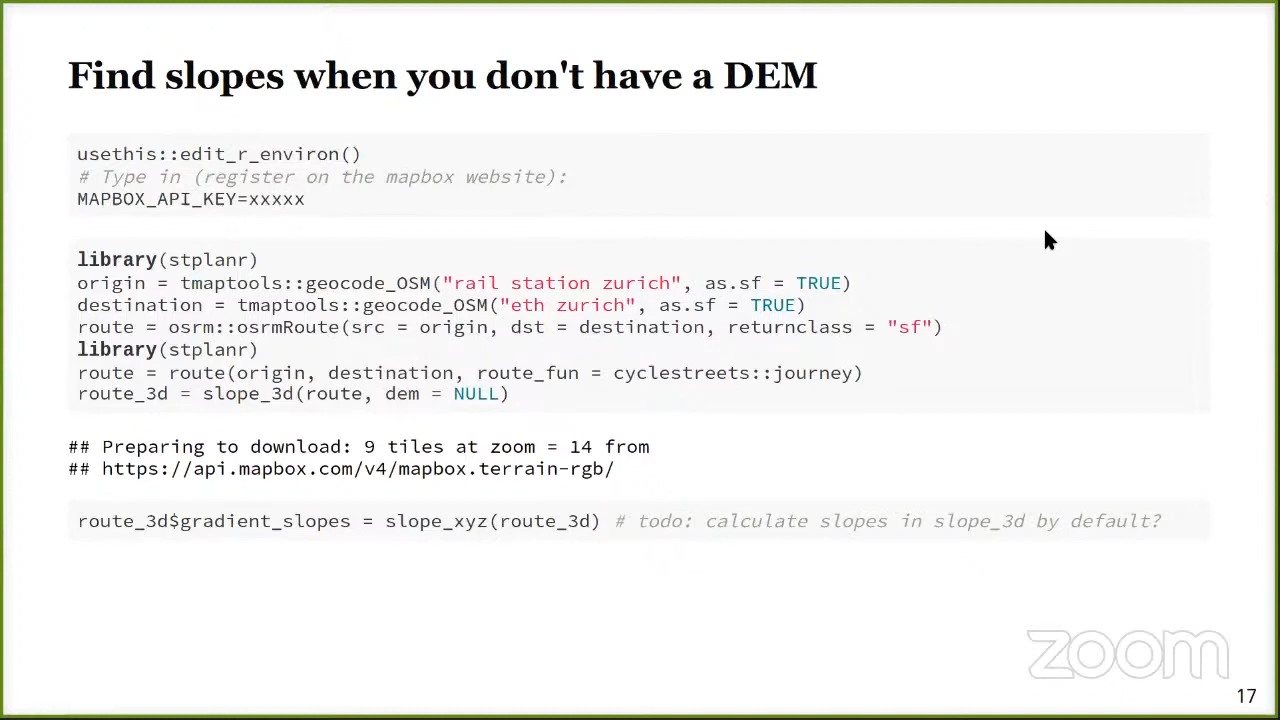 Find slopes when you don't have a DEM
usethis::edit_r_environ()
# Type in (register on the mapbox website):
MAPBOX_API_KEY=xxxxx
library(stplanr)
origin = tmaptools::geocode_OSM("rail station zurich", as.sf = TRUE)
destination = tmaptools::geocode_OSM("eth zurich", as.sf = TRUE)
route = osrm::osrmRoute(src = origin, dst = destination, returnclass = "sf")
library(stplanr)
route = route(origin, destination, route_fun = cyclestreets::journey)
route_3d = slope_3d(route, dem = NULL)
## Preparing to download: 9 tiles at zoom = 14 from
## https://api.mapbox.com/v4/mapbox.terrain-rgb/
route_3d$gradient_slopes = slope_xyz(route_3d) # todo: calculate slopes in slope_3d by default?
zoom
17